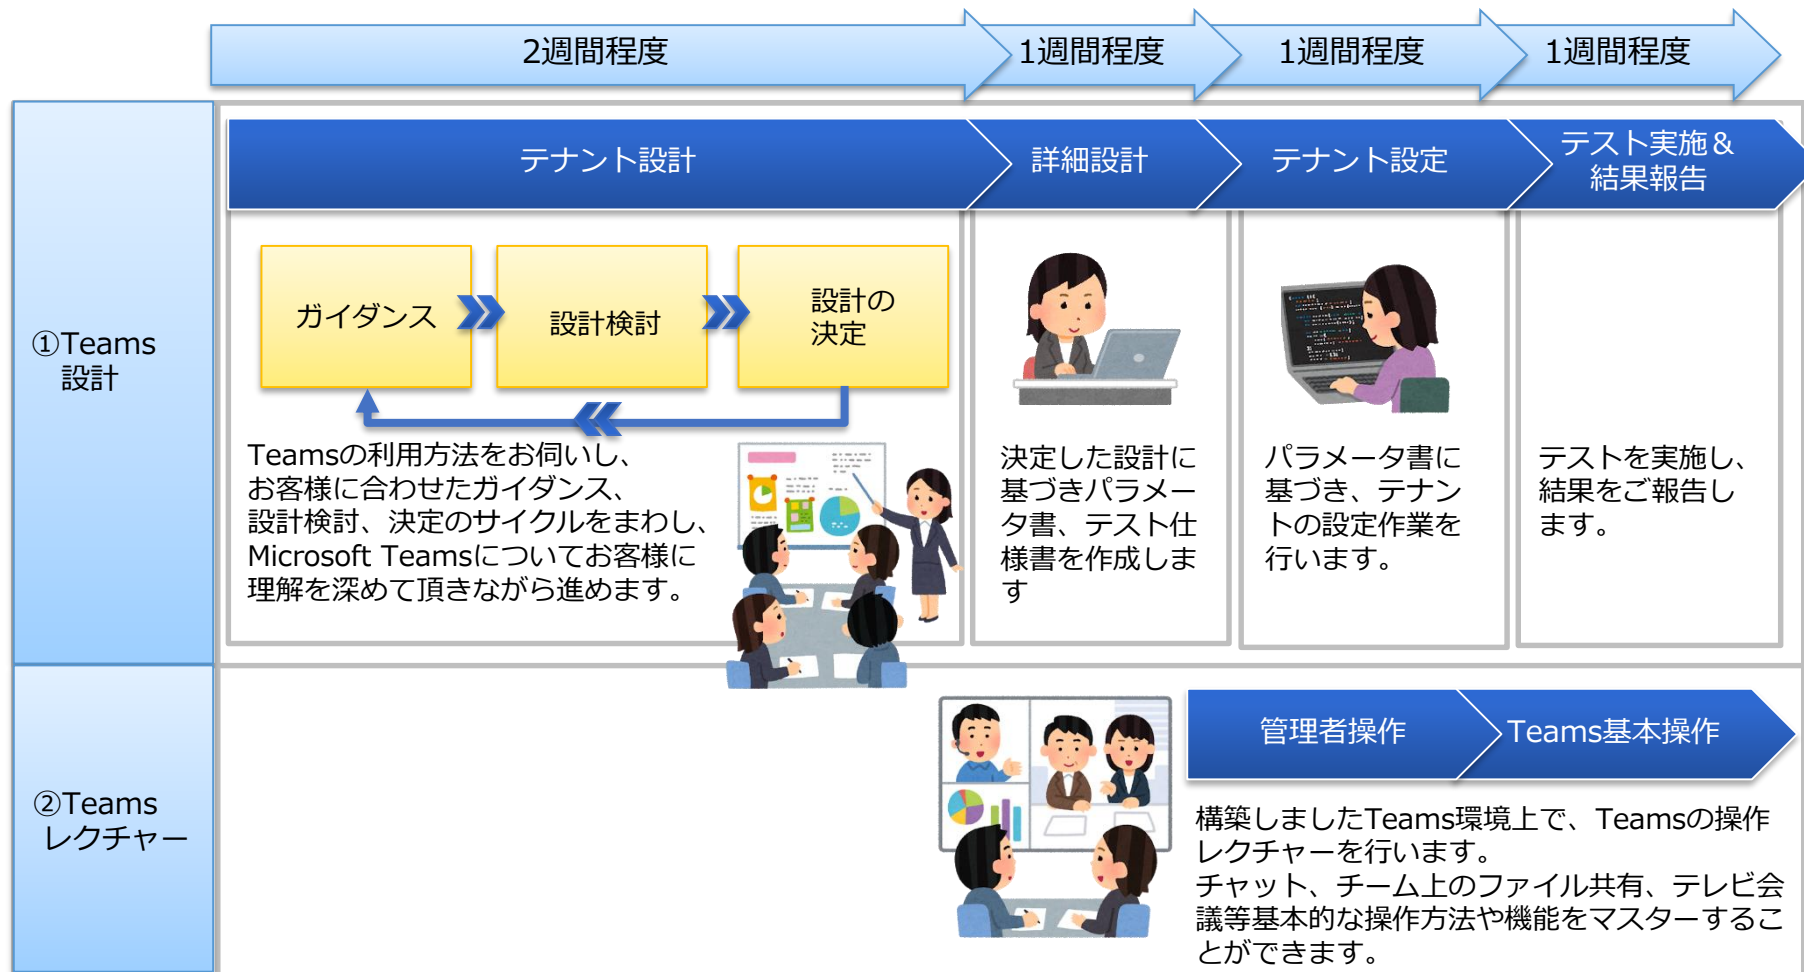 2週間程度
1週間程度
1週間程度
1週間程度
①Teams
設計
テナント設計
詳細設計
テナント設定
テスト実施＆
結果報告
ガイダンス
設計検討
設計の
決定
Teamsの利用方法をお伺いし、
お客様に合わせたガイダンス、
設計検討、決定のサイクルをまわし、
Microsoft Teamsについてお客様に
理解を深めて頂きながら進めます。
決定した設計に
基づきパラメー
タ書、テスト仕
様書を作成しま
す
パラメータ書に
基づき、テナン
トの設定作業を
行います。
テストを実施し、
結果をご報告し
ます。
②Teams
レクチャー
管理者操作
Teams基本操作
構築しましたTeams環境上で、Teamsの操作
レクチャーを行います。
チャット、チーム上のファイル共有、テレビ会
議等基本的な操作方法や機能をマスターするこ
とができます。